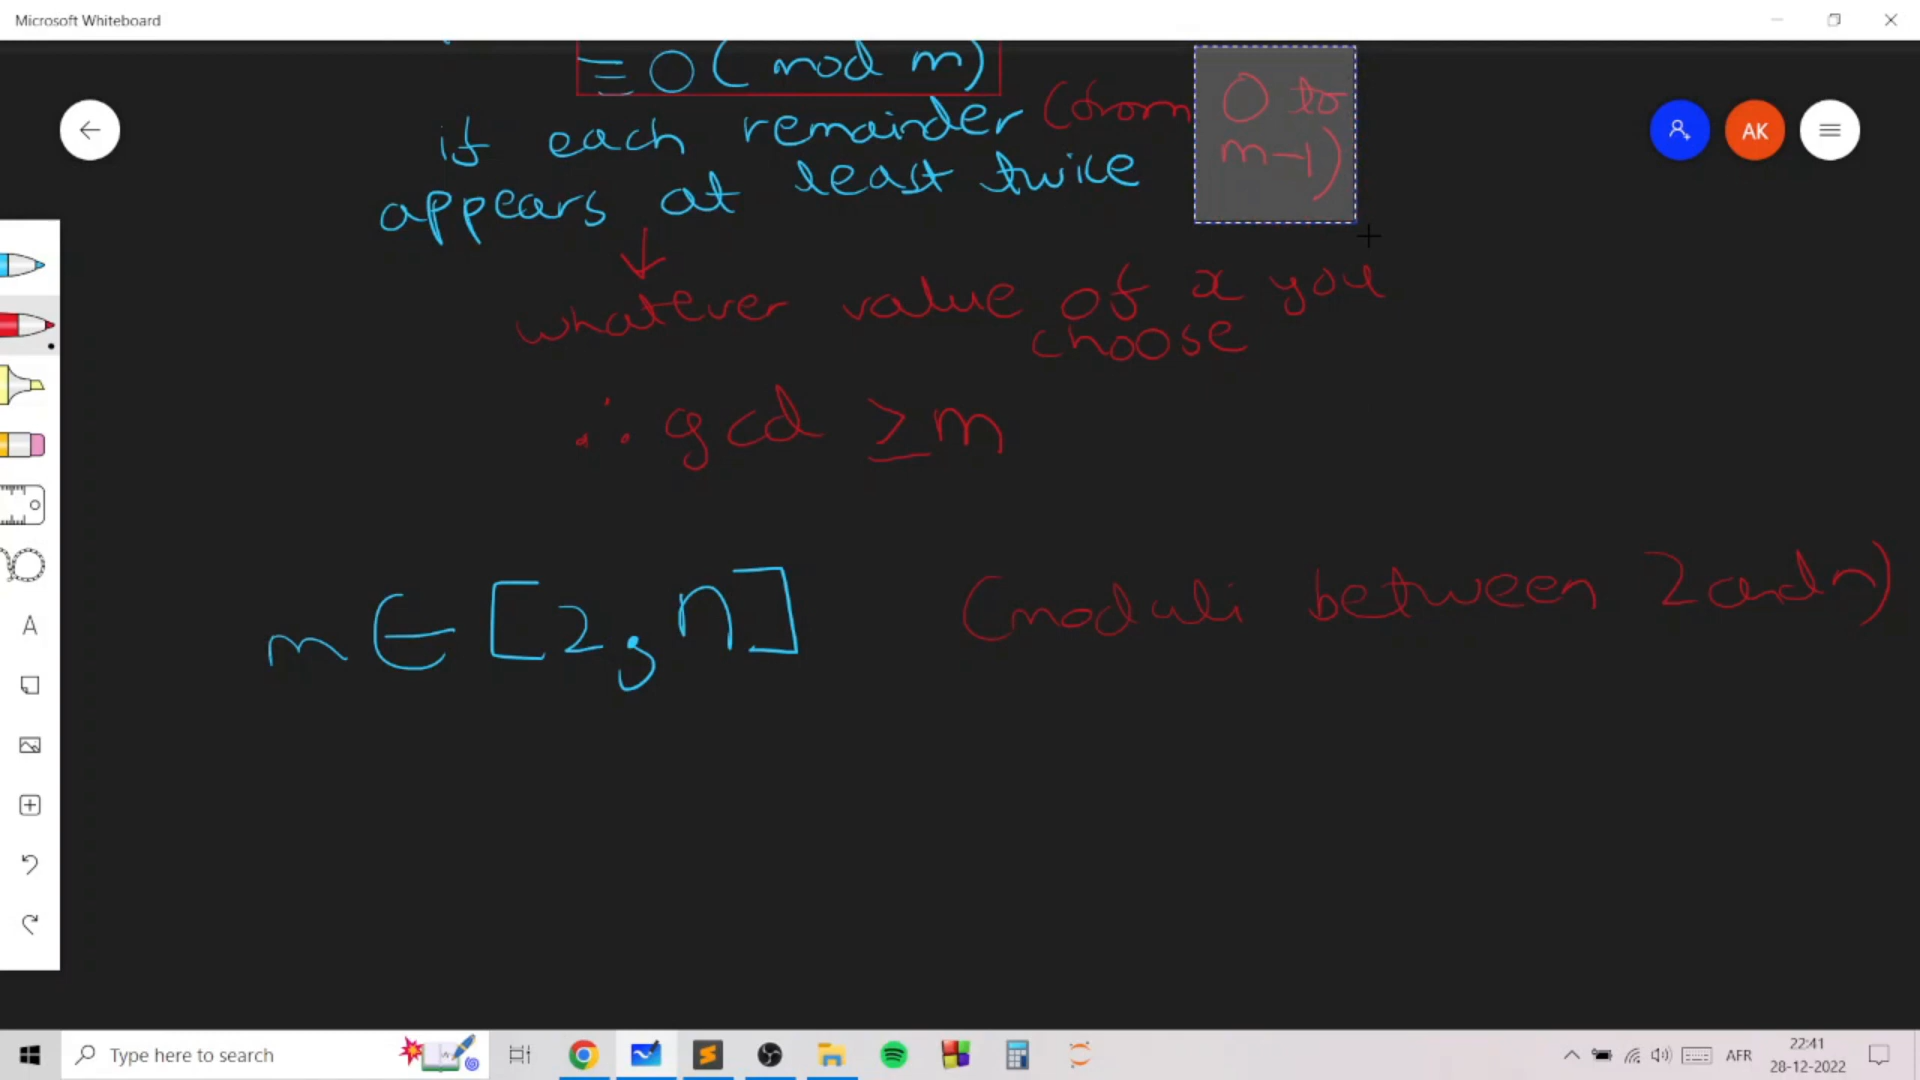 Microsoft Whiteboard
≡ 0 ( mod m)
if each remainder (from 0 to m-1)
appears at least twice
↓
whatever value of x you choose
∴ gcd ≥ m
m ∈ [2, n] (moduli between 2 and n)
AK
A
Type here to search
AFR
22:41
28-12-2022